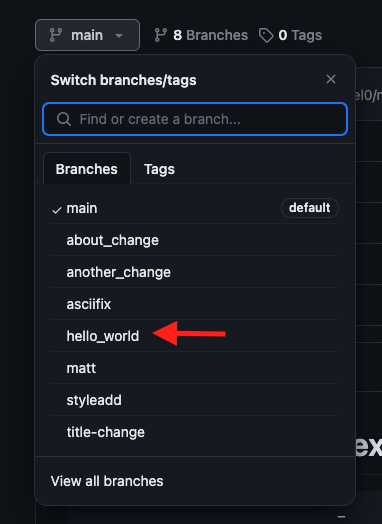 main
8 Branches
0 Tags
Switch branches/tags
Find or create a branch...
Branches
Tags
main
default
about_change
another_change
asciifix
hello_world
matt
styleadd
title-change
View all branches